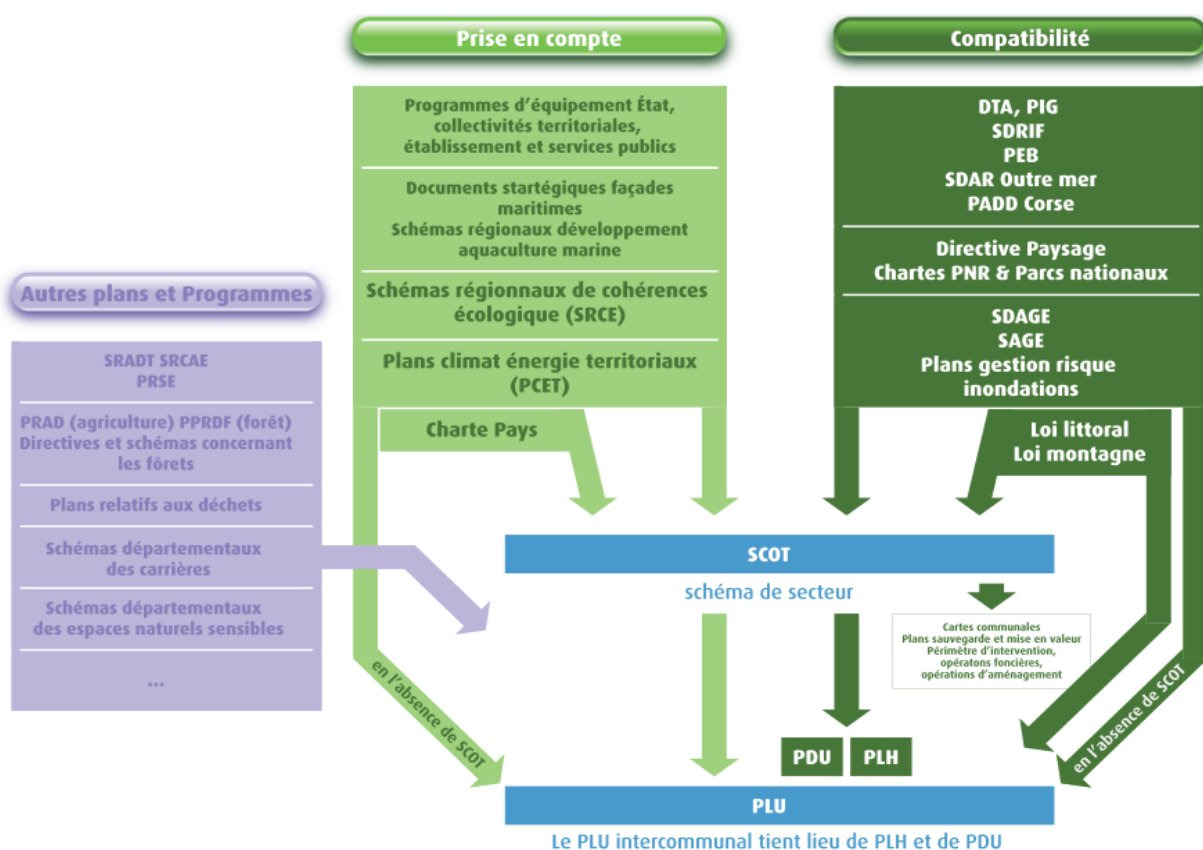 Prise en compte
Programmes d'équipement État,
collectivités territoriales,
établissement et services publics
Documents startégiques façades
maritimes
Schémas régionaux développement
aquaculture marine
Schémas régionnaux de cohérences
écologique (SRCE)
Plans climat énergie territoriaux
(PCET)
Charte Pays
en l'absence de SCOT
Compatibilité
DTA, PIG
SDRIF
PEB
SDAR Outre mer
PADD Corse
Directive Paysage
Chartes PNR & Parcs nationaux
SDAGE
SAGE
Plans gestion risque
inondations
Loi littoral
Loi montagne
en l'absence de SCOT
Autres plans et Programmes
SRADT SRCAE
PRSE
PRAD (agriculture) PPRDF (forêt)
Directives et schémas concernant
les fôrets
Plans relatifs aux déchets
Schémas départementaux
des carrières
Schémas départementaux
des espaces naturels sensibles
...
SCOT
schéma de secteur
Cartes communales
Plans sauvegarde et mise en valeur
Périmètre d'intervention,
opératons foncières,
opérations d'aménagement
PDU
PLH
PLU
Le PLU intercommunal tient lieu de PLH et de PDU